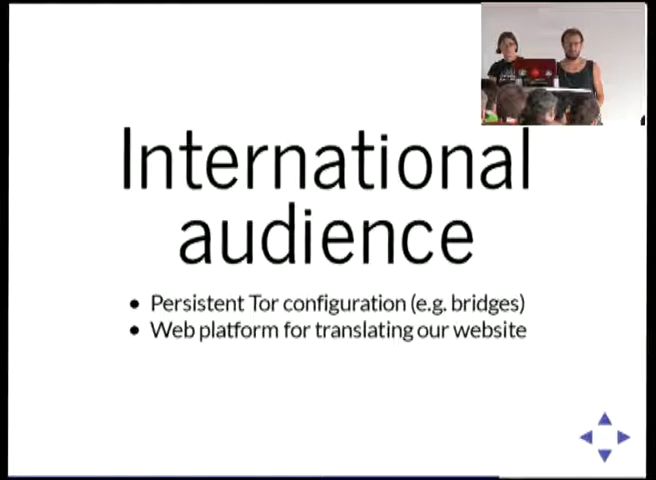 International
audience
• Persistent Tor configuration (e.g. bridges)
• Web platform for translating our website